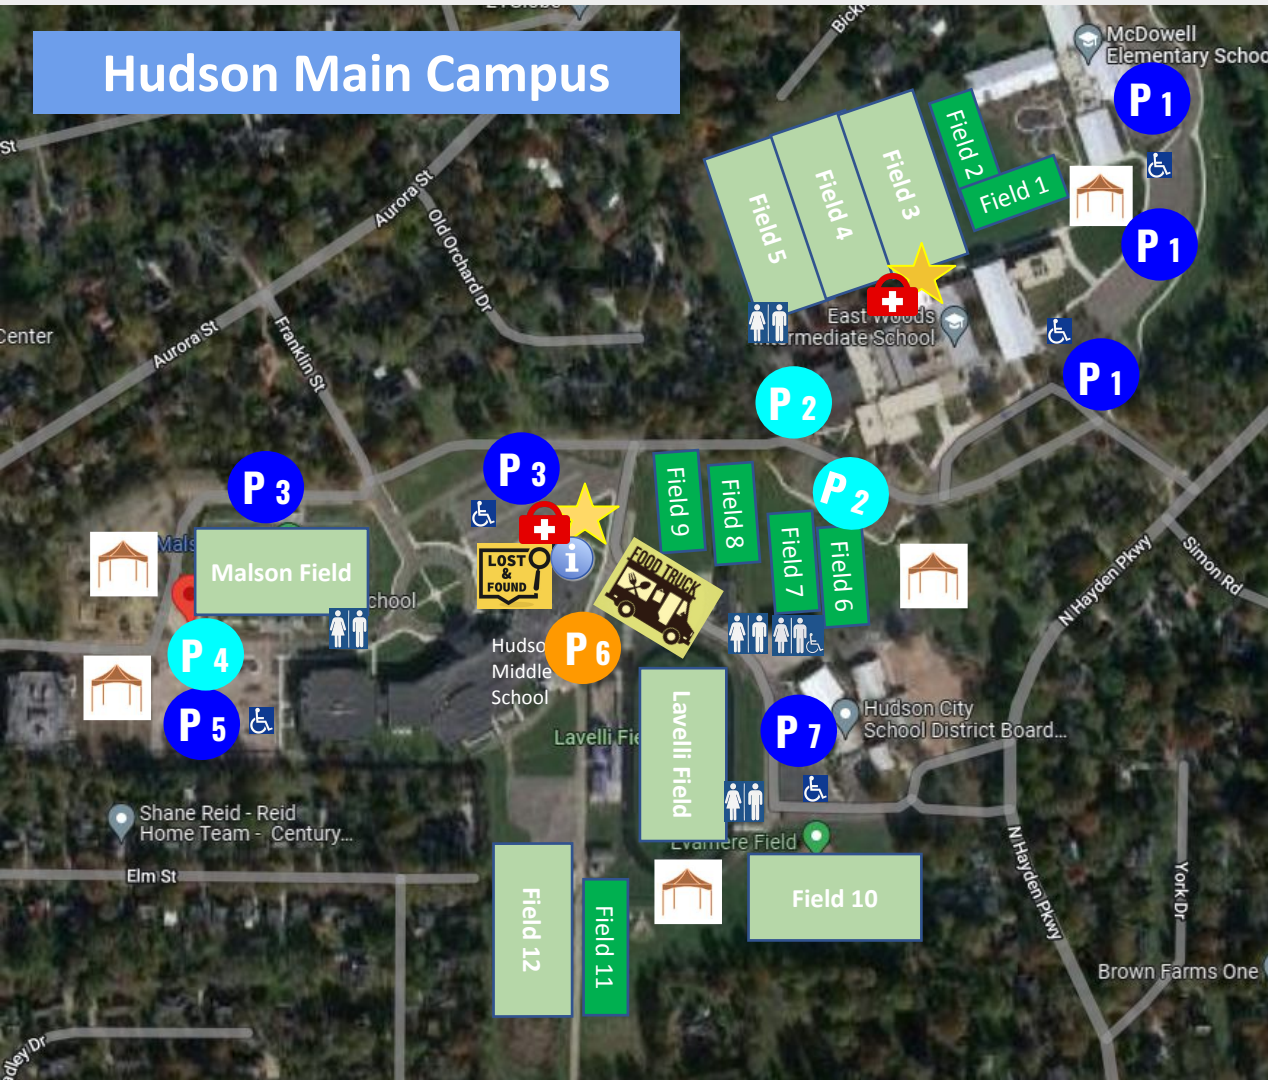 Hudson Main Campus
McDowell
Elementary Schoo
P 1
St
Aurora St
Old Orchard Dr
Field 2
Field 1
Field 3
Field 4
Field 5
P 1
Center
Aurora St
Franklin St
East Woods
termediate School
P 1
P 2
P 3
P 3
P 2
Field 9
Field 8
Field 7
Field 6
N Hayden Pkwy
Simon Rd
Mals
Malson Field
chool
LOST
&
FOUND
i
FOOD TRUCK
P 4
P 5
Hudso
Middle
School
P 6
Lavelli Fie
Lavelli Field
P 7
Hudson City
School District Board...
Shane Reid - Reid
Home Team - Century...
Evamere Field
Elm St
Field 12
Field 11
Field 10
N Hayden Pkwy
York Dr
Brown Farms One
adley Dr